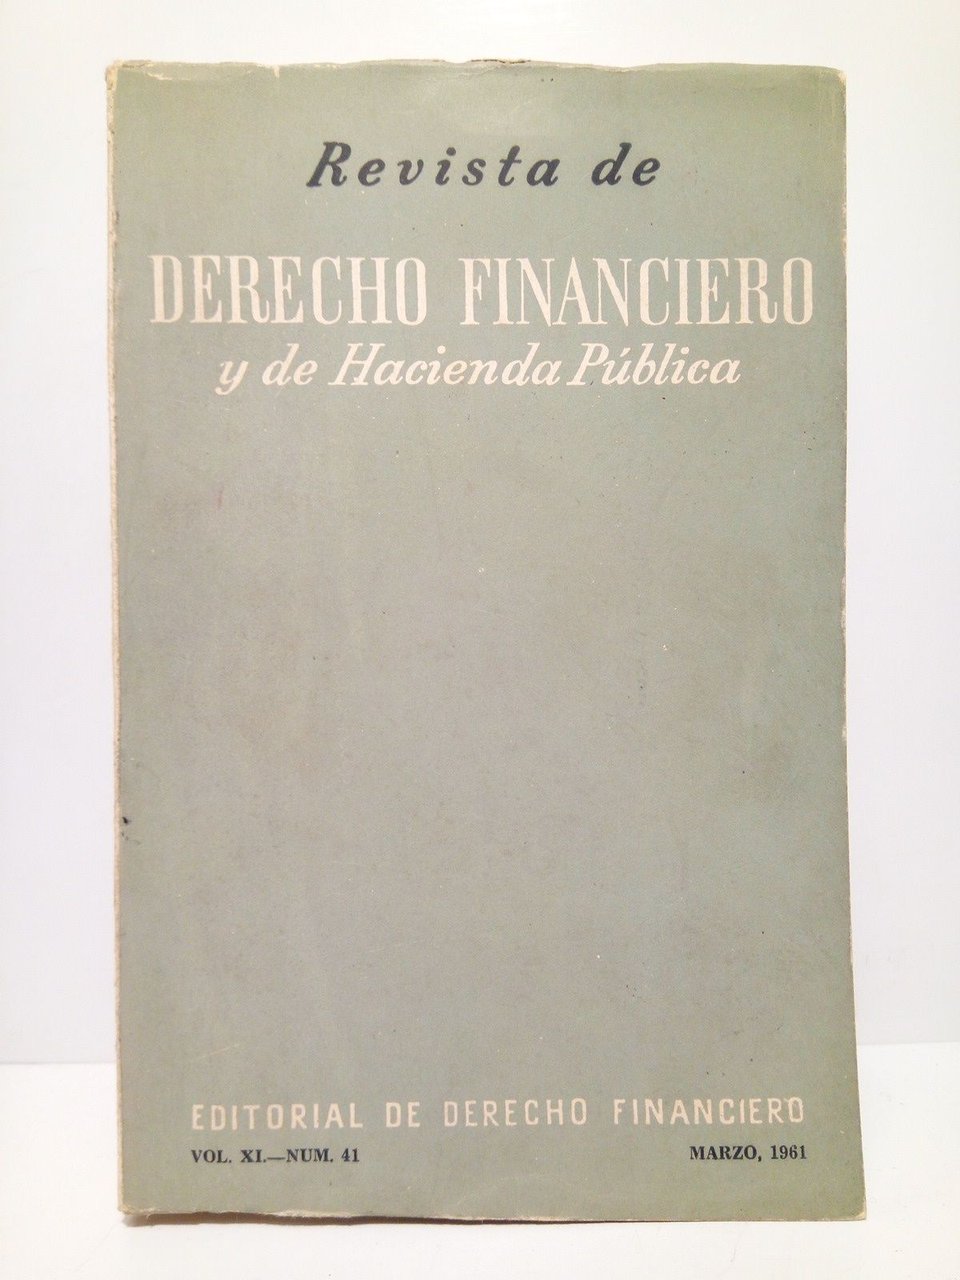 Revista de
DERECHO FINANCIERO
y de Hacienda Pública
EDITORIAL DE DERECHO FINANCIERO
VOL. XI.—NUM. 41 MARZO, 1961